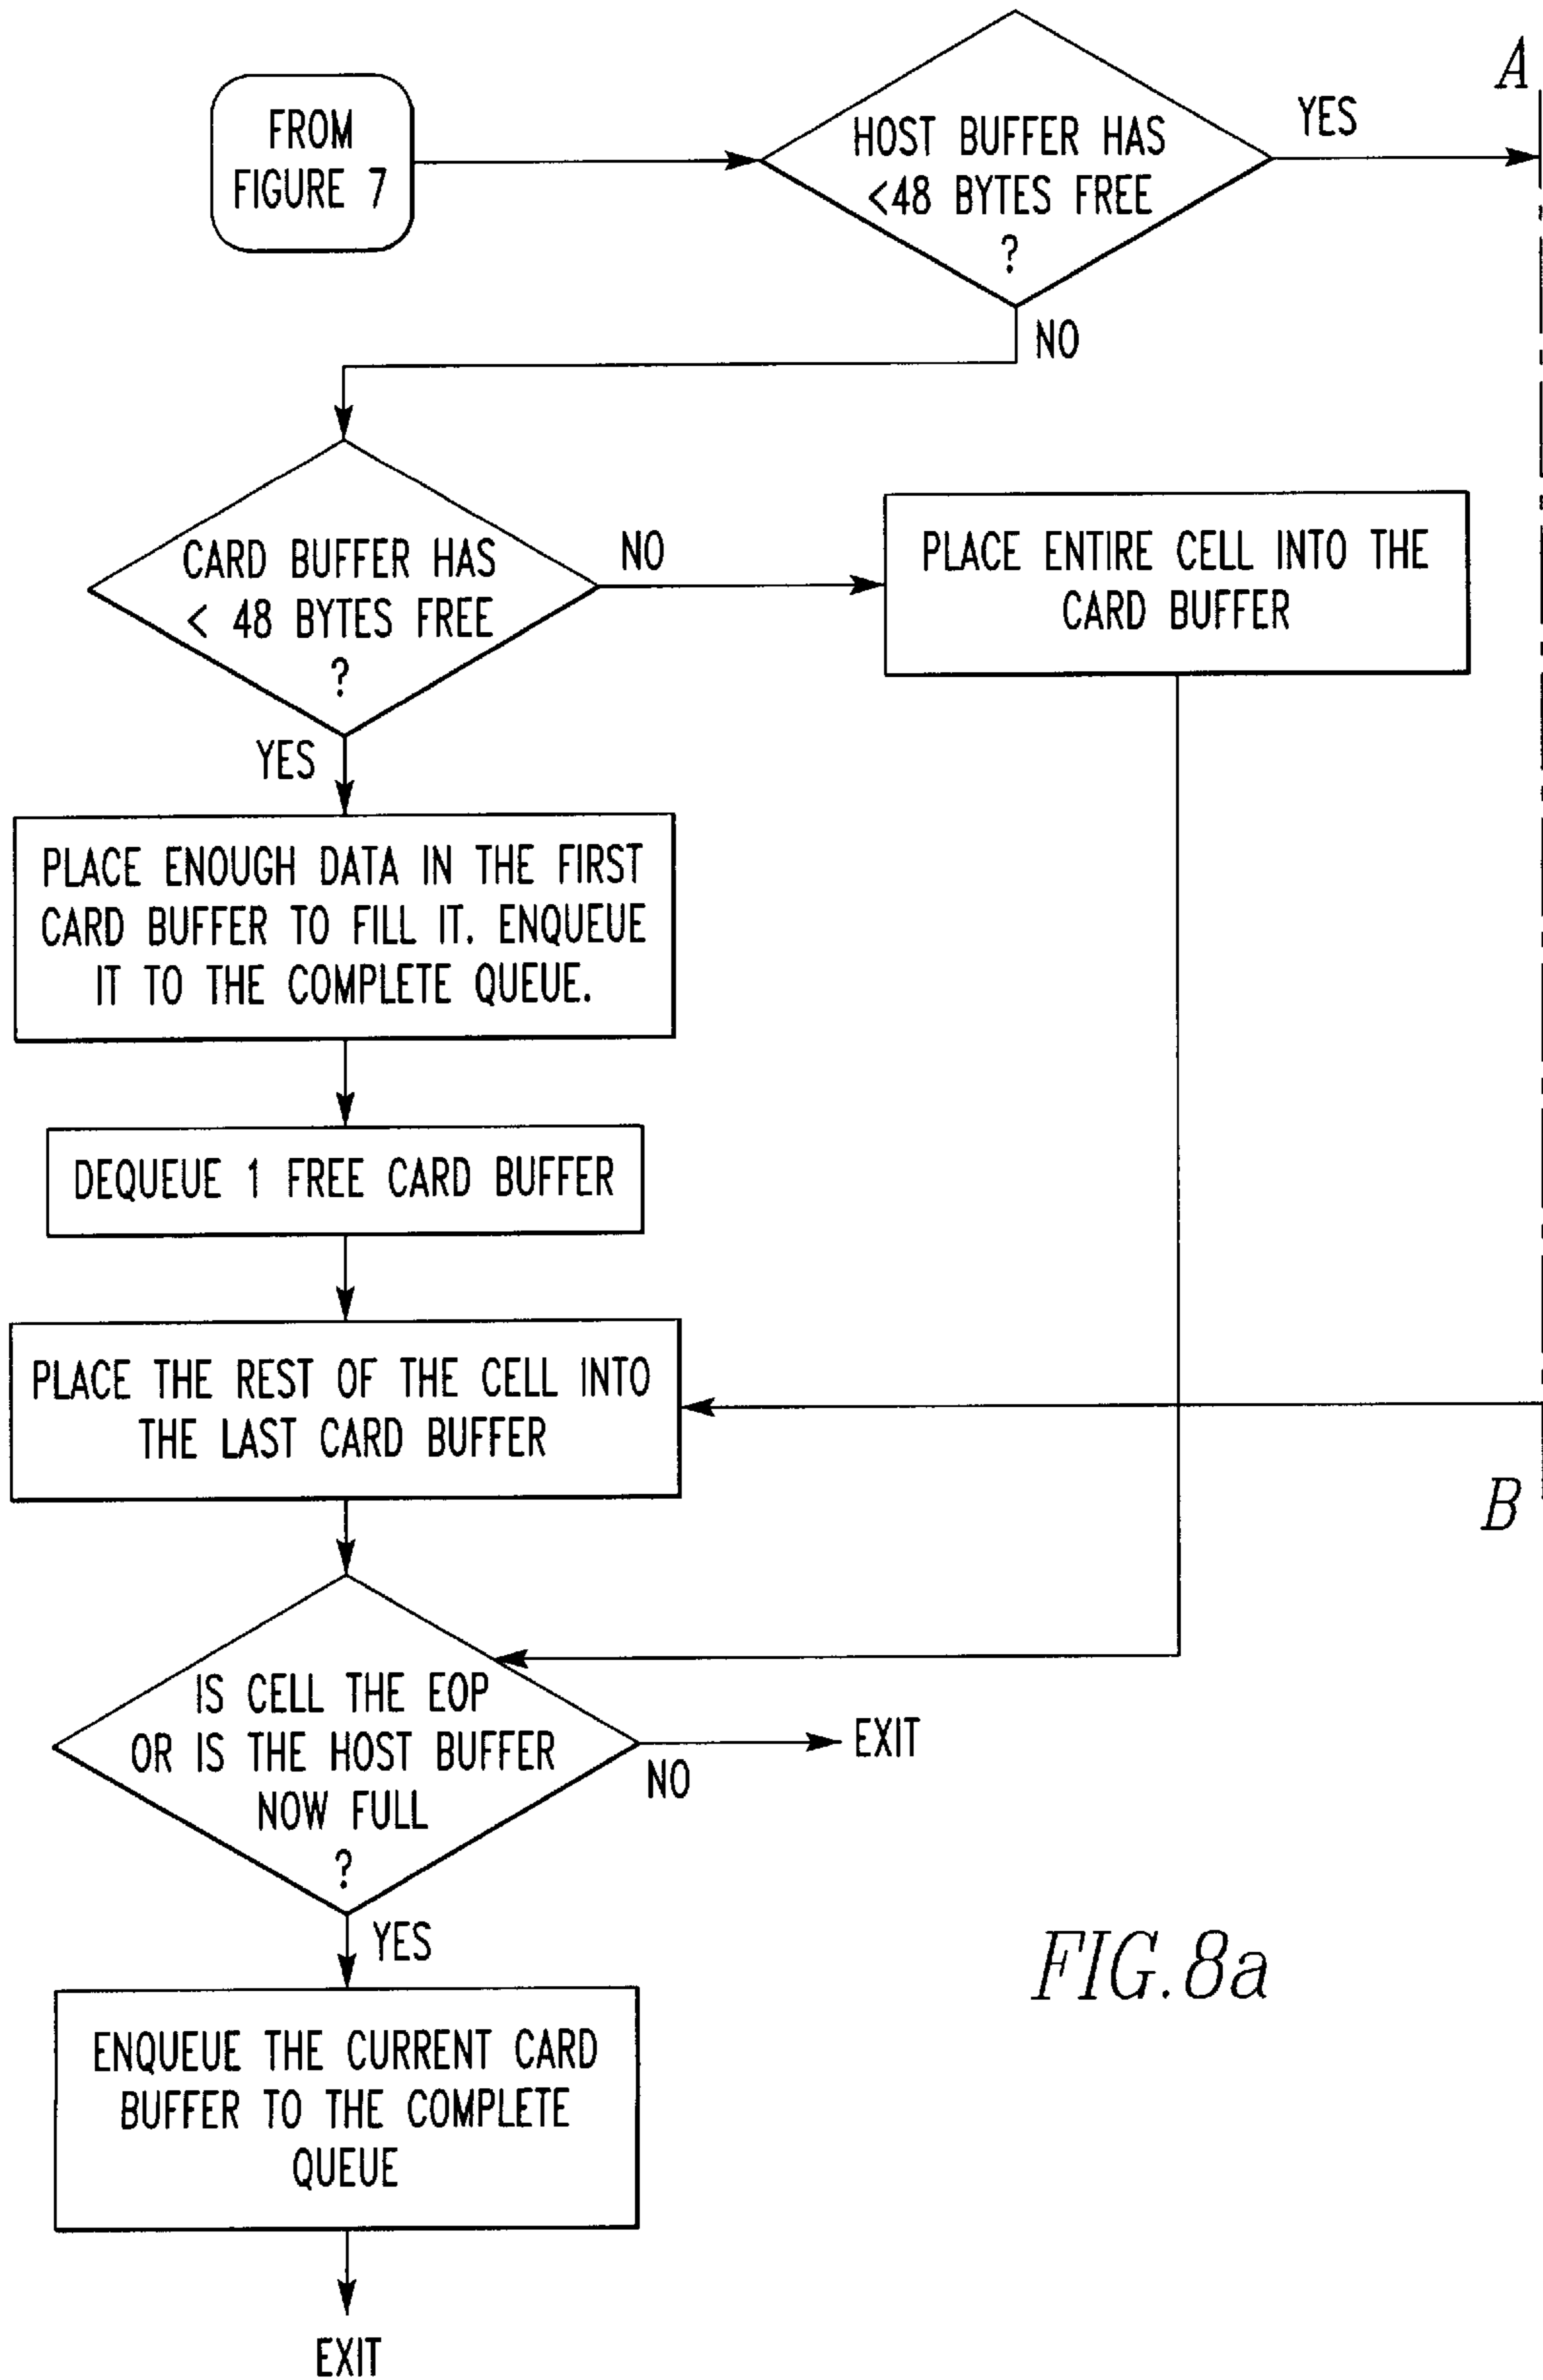 FROM
FIGURE 7
HOST BUFFER HAS
<48 BYTES FREE
?
YES
A
NO
CARD BUFFER HAS
< 48 BYTES FREE
?
NO
PLACE ENTIRE CELL INTO THE
CARD BUFFER
YES
PLACE ENOUGH DATA IN THE FIRST
CARD BUFFER TO FILL IT. ENQUEUE
IT TO THE COMPLETE QUEUE.
DEQUEUE 1 FREE CARD BUFFER
PLACE THE REST OF THE CELL INTO
THE LAST CARD BUFFER
B
IS CELL THE EOP
OR IS THE HOST BUFFER
NOW FULL
?
NO
EXIT
YES
ENQUEUE THE CURRENT CARD
BUFFER TO THE COMPLETE
QUEUE
EXIT
FIG.8a